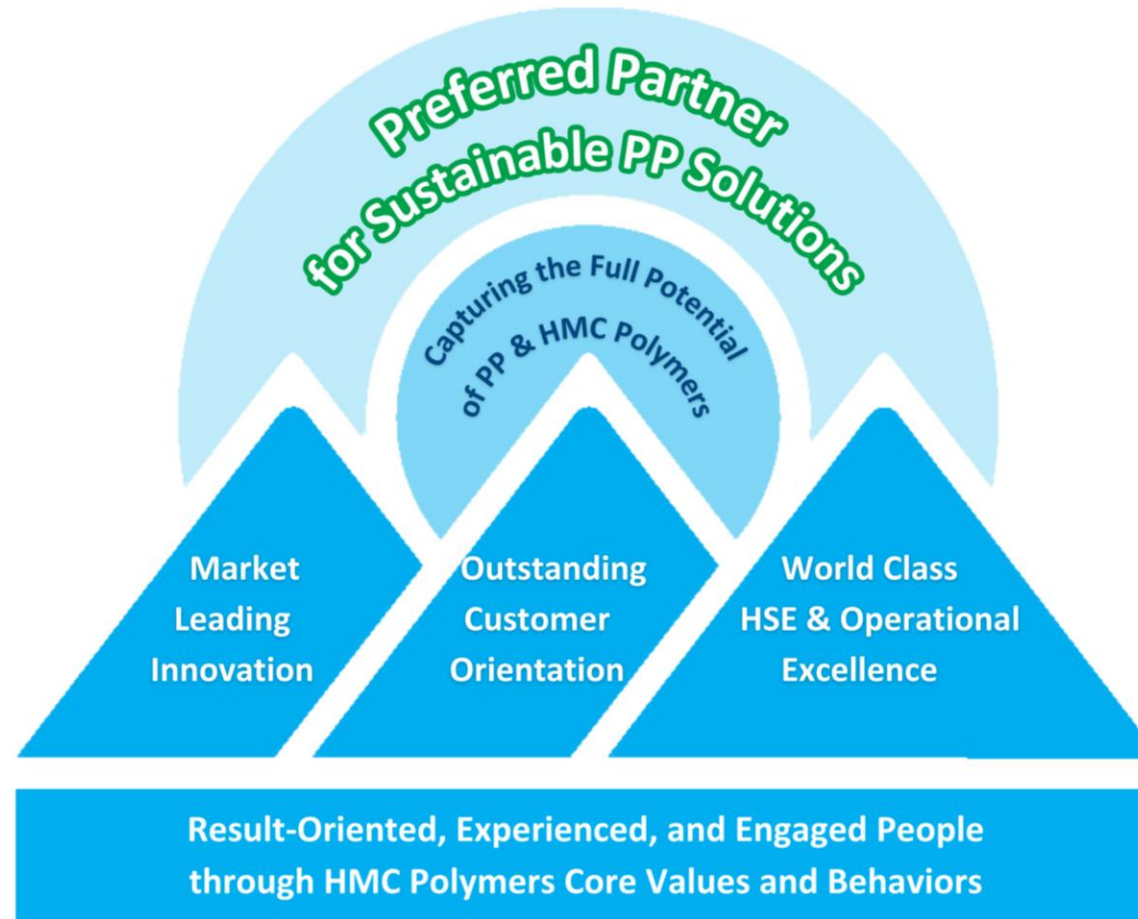 Preferred Partner
for Sustainable PP Solutions
Capturing the Full Potential
of PP & HMC Polymers
Market
Leading
Innovation
Outstanding
Customer
Orientation
World Class
HSE & Operational
Excellence
Result-Oriented, Experienced, and Engaged People
through HMC Polymers Core Values and Behaviors